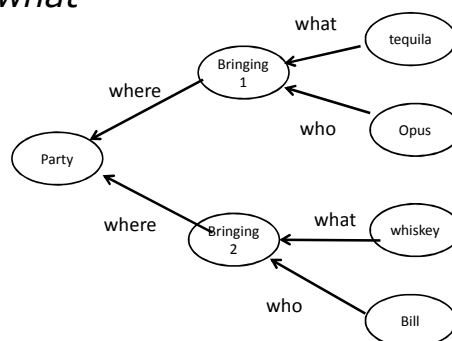 what
what
tequila
Bringing
1
where
who
Opus
Party
where
Bringing
2
what
whiskey
who
Bill